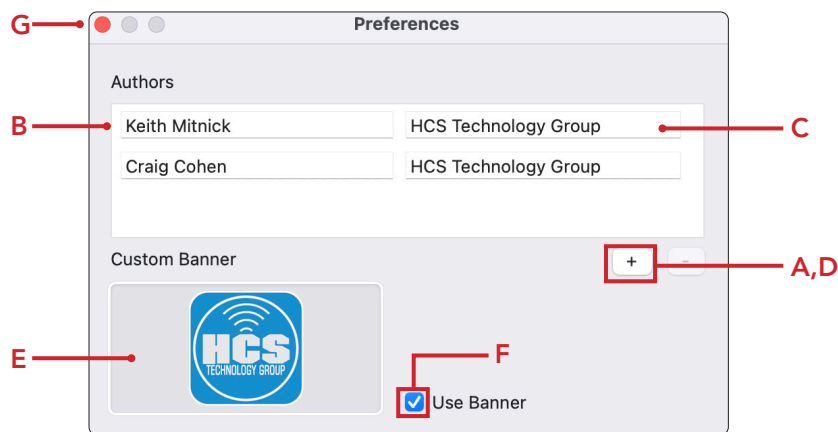 G
Preferences
Authors
B
Keith Mitnick
HCS Technology Group
C
Craig Cohen
HCS Technology Group
Custom Banner
+
-
A,D
HCS
TECHNOLOGY GROUP
E
F
Use Banner